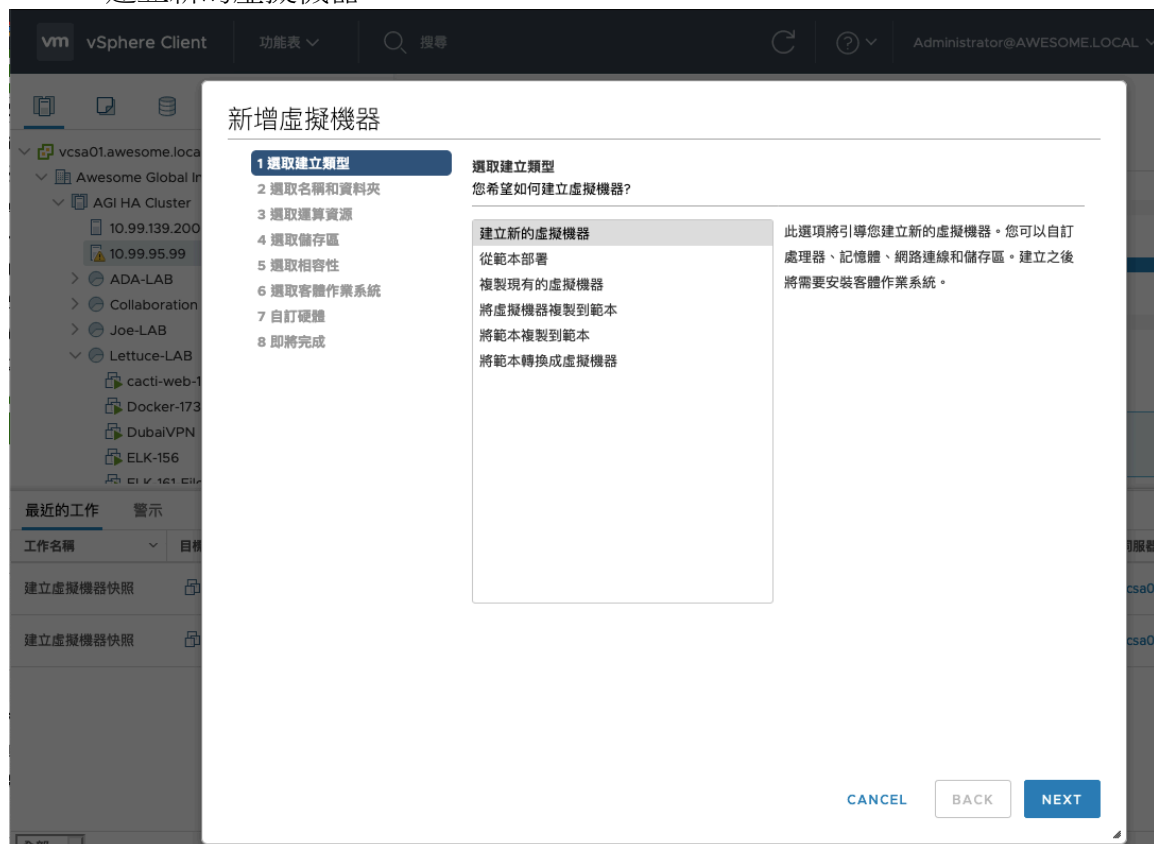 建立新的虛擬機器
vm vSphere Client 功能表 搜尋 Administrator@AWESOME.LOCAL
新增虛擬機器
vcsa01.awesome.loca
Awesome Global In
AGI HA Cluster
10.99.139.200
10.99.95.99
ADA-LAB
Collaboration
Joe-LAB
Lettuce-LAB
cacti-web-1
Docker-173
DubaiVPN
ELK-156
1 選取建立類型
2 選取名稱和資料夾
3 選取運算資源
4 選取儲存區
5 選取相容性
6 選取客體作業系統
7 自訂硬體
8 即將完成
選取建立類型
您希望如何建立虛擬機器?
建立新的虛擬機器
從範本部署
複製現有的虛擬機器
將虛擬機器複製到範本
將範本複製到範本
將範本轉換成虛擬機器
此選項將引導您建立新的虛擬機器。您可以自訂
處理器、記憶體、網路連線和儲存區。建立之後
將需要安裝客體作業系統。
最近的工作 警示
工作名稱 目標
建立虛擬機器快照 csa0
建立虛擬機器快照 csa0
CANCEL BACK NEXT